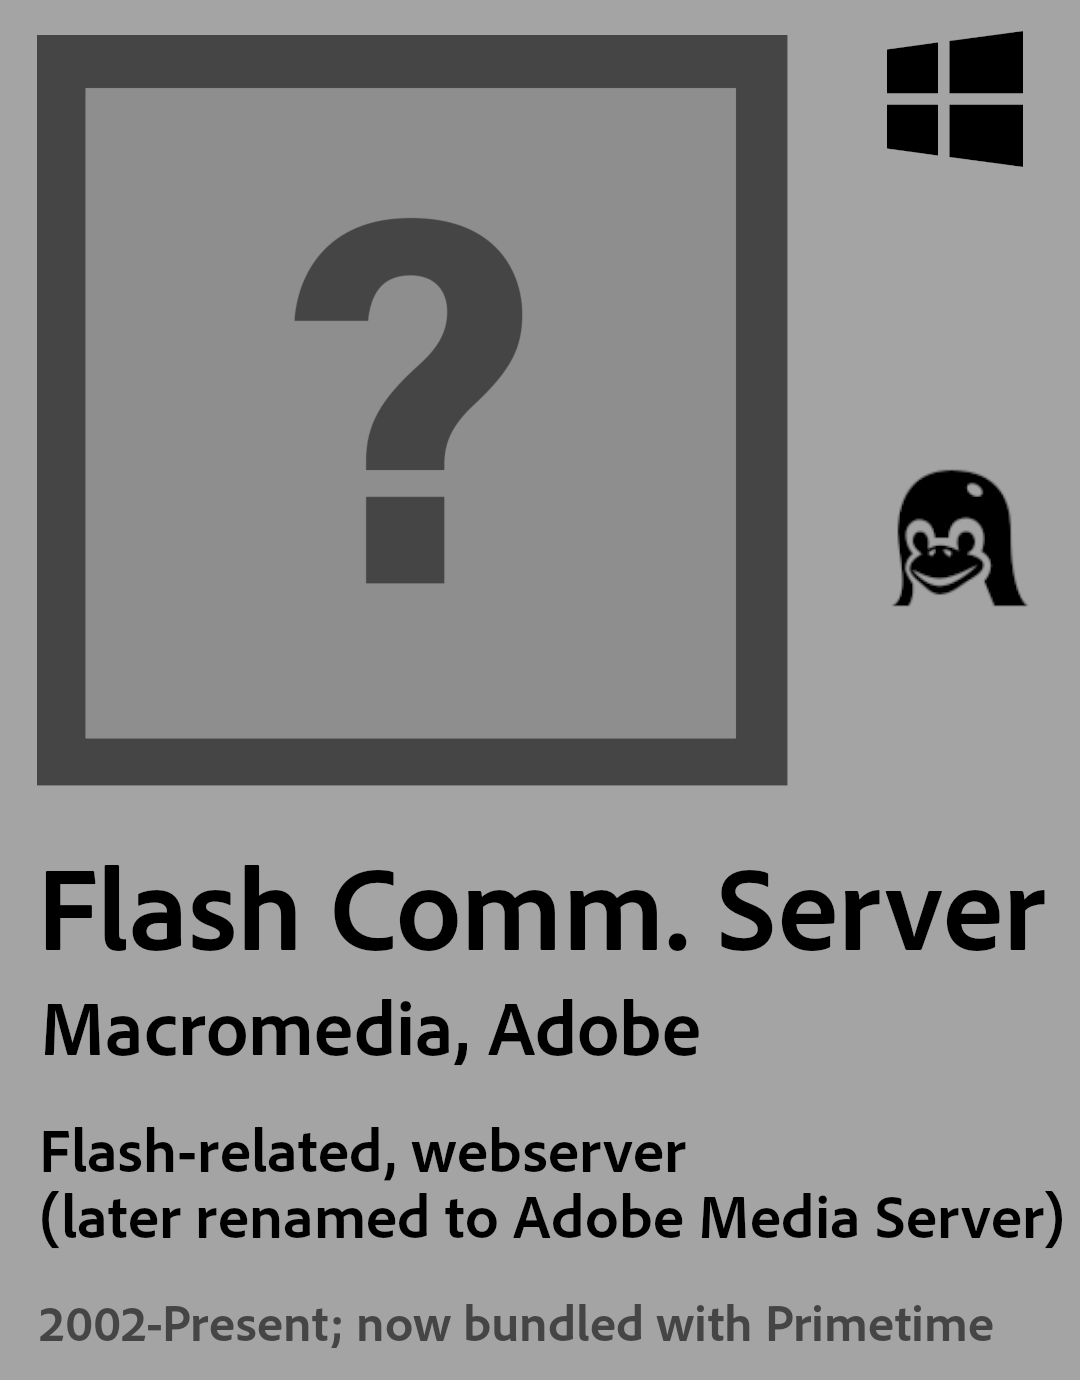 ?
Flash Comm. Server
Macromedia, Adobe
Flash-related, webserver
(later renamed to Adobe Media Server)
2002-Present; now bundled with Primetime